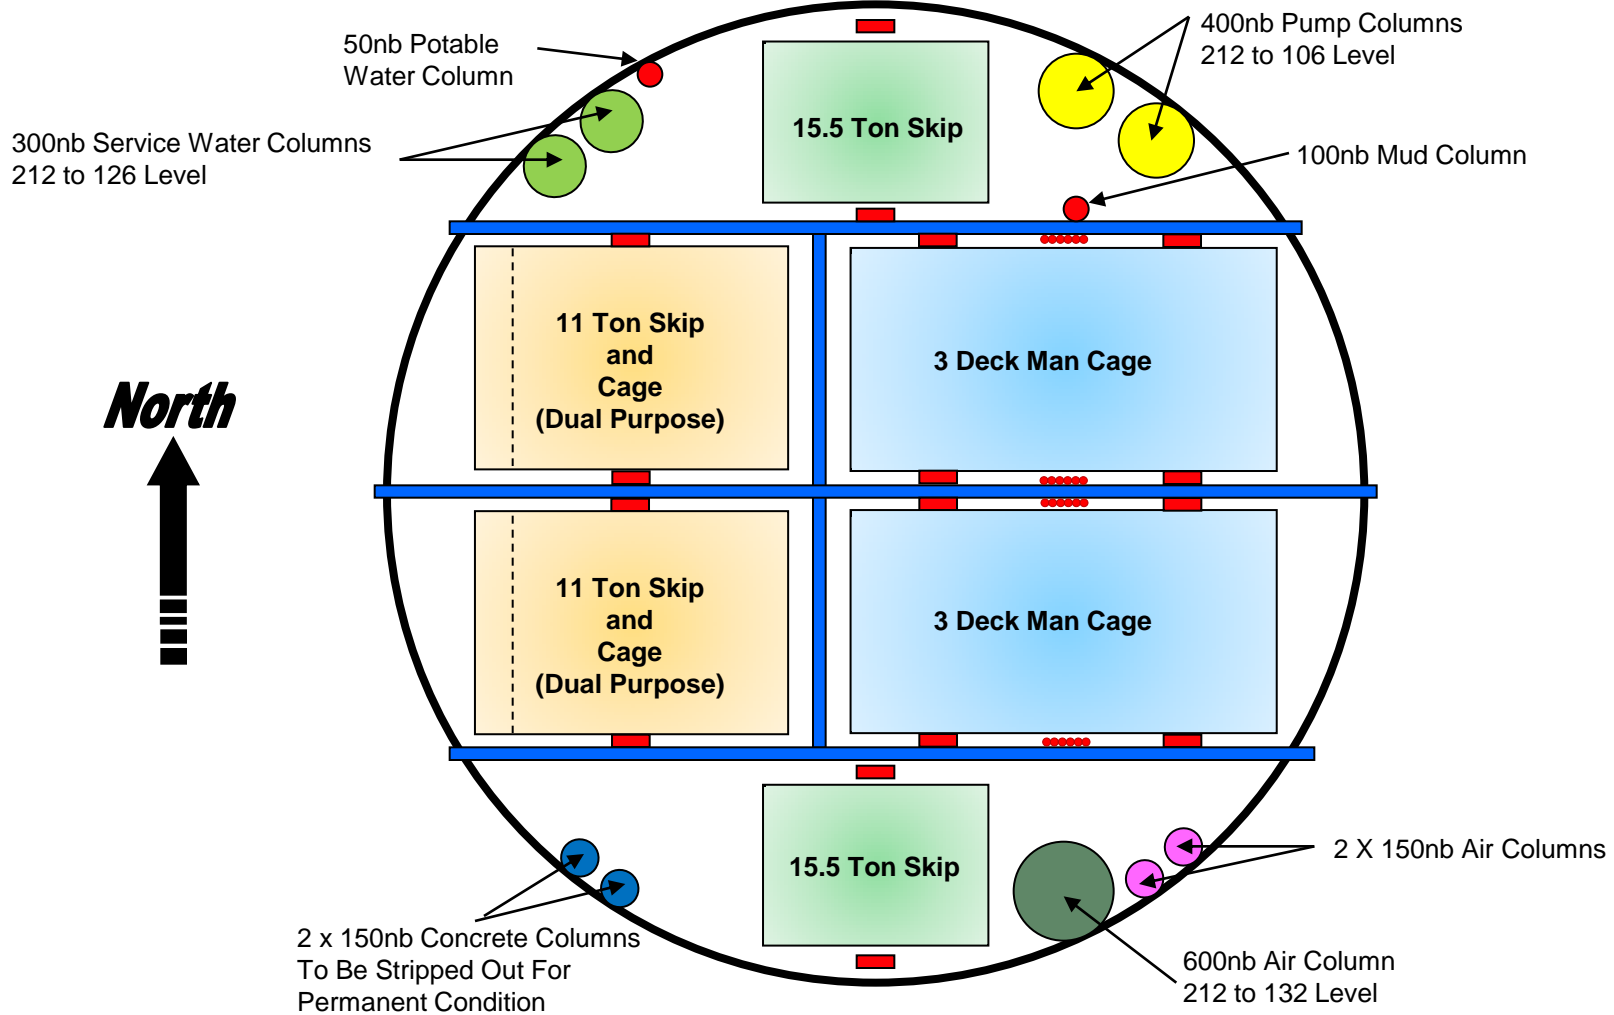 50nb Potable
Water Column
400nb Pump Columns
212 to 106 Level
300nb Service Water Columns
212 to 126 Level
15.5 Ton Skip
100nb Mud Column
11 Ton Skip
and
Cage
(Dual Purpose)
3 Deck Man Cage
North
11 Ton Skip
and
Cage
(Dual Purpose)
3 Deck Man Cage
15.5 Ton Skip
2 X 150nb Air Columns
2 x 150nb Concrete Columns
To Be Stripped Out For
Permanent Condition
600nb Air Column
212 to 132 Level